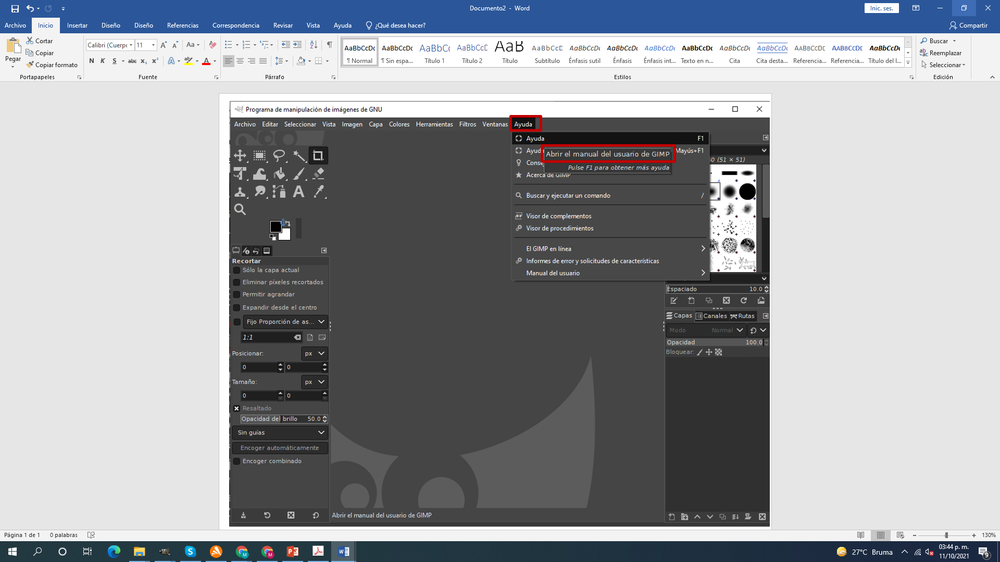 Documento2 - Word
Inic. ses.
Archivo Inicio Insertar Diseño Diseño Referencias Correspondencia Revisar Vista Ayuda ¿Qué desea hacer? Compartir
Pegar
Cortar
Copiar
Copiar formato
Portapapeles
Calibri (Cuerpo 11
N K S abc x₂ x²
Fuente
Párrafo
AaBbCcDc AaBbCcDc AaBbCc AaBbCcD AaB AaBbCcD AaBbCcDc AaBbCcDc AaBbCcDc AaBbCcDc AaBbCcDc AaBbCcDc AABBCCDD AABBCCDD AaBbCcDc
¶ Normal ¶ Sin espa... Título 1 Título 2 Título Subtítulo Énfasis sutil Énfasis Énfasis int... Texto en n... Cita Cita desta... Referencia... Referencia... Título del l...
Estilos
Buscar
Reemplazar
Seleccionar
Edición
Programa de manipulación de imágenes de GNU
Archivo Editar Seleccionar Vista Imagen Capa Colores Herramientas Filtros Ventanas Ayuda
Ayuda F1
Mayús+F1
Abrir el manual del usuario de GIMP
Pulse F1 para obtener más ayuda
Acerca de GIMP
Buscar y ejecutar un comando /
Visor de complementos
Visor de procedimientos
El GIMP en línea
Informes de error y solicitudes de características
Manual del usuario
(51 × 51)
Espaciado 10.0
Capas Canales Rutas
Modo Normal
Opacidad 100.0
Bloquear:
Recortar
Sólo la capa actual
Eliminar píxeles recortados
Permitir agrandar
Expandir desde el centro
Fijo Proporción de as...
1:1
Posicionar: px
0 0
Tamaño: px
0 0
Resaltado
Opacidad del brillo 50.0
Sin guías
Encoger automáticamente
Encoger combinado
Abrir el manual del usuario de GIMP
Página 1 de 1 0 palabras
130%
27°C Bruma
03:44 p. m.
11/10/2021
9